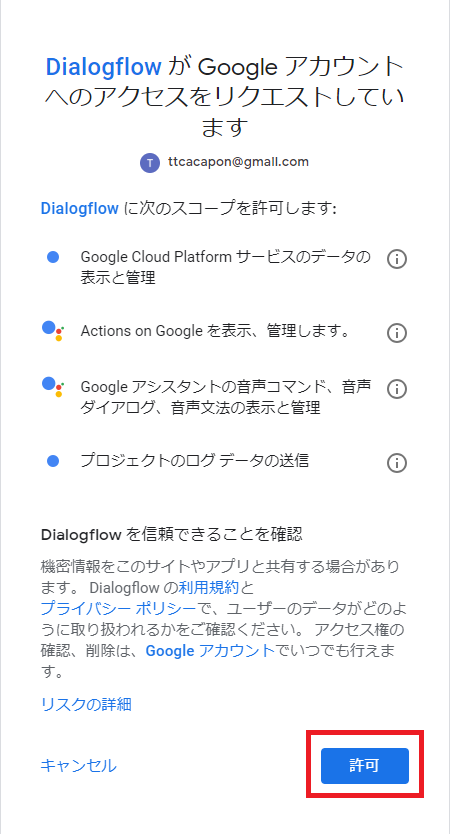 Dialogflow が Google アカウント
へのアクセスをリクエストしてい
ます
T ttcacapon@gmail.com
Dialogflow に次のスコープを許可します:
Google Cloud Platform サービスのデータの
表示と管理
Actions on Google を表示、管理します。
Google アシスタントの音声コマンド、音声
ダイアログ、音声文法の表示と管理
プロジェクトのログ データの送信
Dialogflow を信頼できることを確認
機密情報をこのサイトやアプリと共有する場合があり
ます。 Dialogflow の利用規約と
プライバシー ポリシーで、ユーザーのデータがどのよ
うに取り扱われるかをご確認ください。 アクセス権の
確認、削除は、Google アカウントでいつでも行えま
す。
リスクの詳細
キャンセル 許可